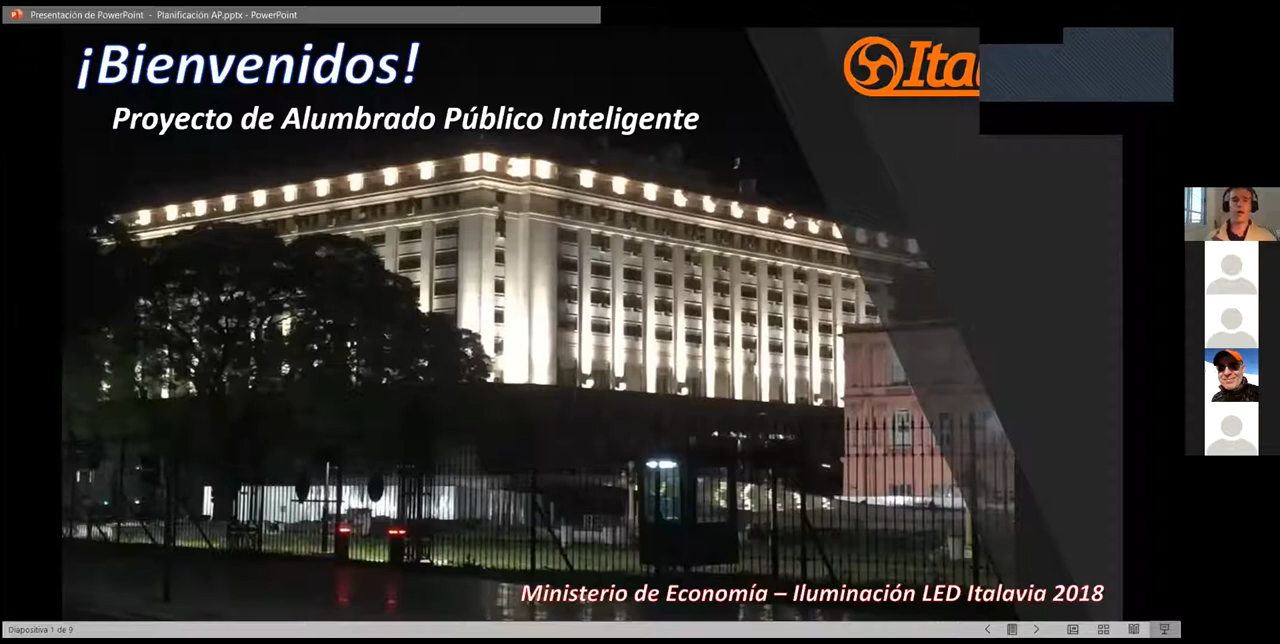 Presentación de PowerPoint - Planificación AP.pptx - PowerPoint
¡Bienvenidos!
Proyecto de Alumbrado Público Inteligente
Ministerio de Economía – Iluminación LED Italavia 2018
Diapositiva 1 de 9